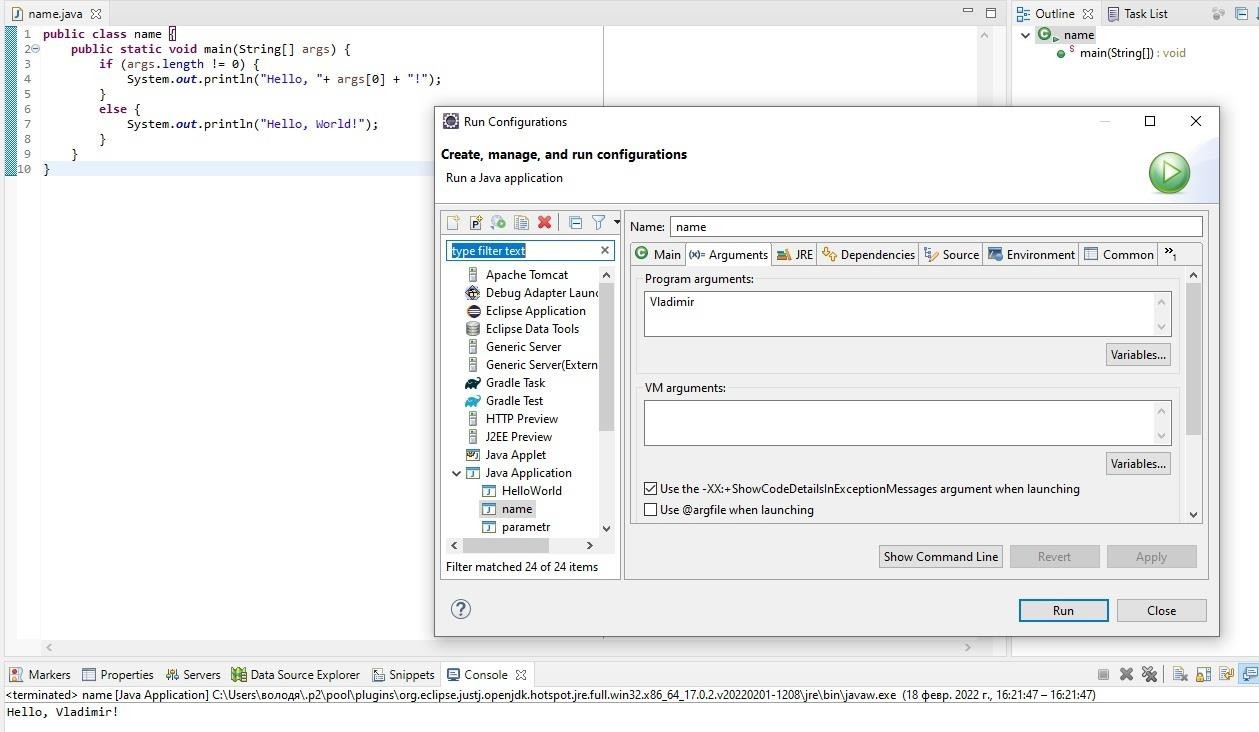 name.java
1 public class name {
2 public static void main(String[] args) {
3 if (args.length != 0) {
4 System.out.println("Hello, "+ args[0] + "!");
5 }
6 else {
7 System.out.println("Hello, World!");
8 }
9 }
10 }
Outline
Task List
name
main(String[]) : void
Run Configurations
Create, manage, and run configurations
Run a Java application
type filter text
Apache Tomcat
Debug Adapter Laun
Eclipse Application
Eclipse Data Tools
Generic Server
Generic Server(Extern
Gradle Task
Gradle Test
HTTP Preview
J2EE Preview
Java Applet
Java Application
HelloWorld
name
parametr
Filter matched 24 of 24 items
Name: name
Main (x)= Arguments JRE Dependencies Source Environment Common »1
Program arguments:
Vladimir
Variables...
VM arguments:
Variables...
Use the -XX:+ShowCodeDetailsInExceptionMessages argument when launching
Use @argfile when launching
Show Command Line Revert Apply
Run Close
Markers Properties Servers Data Source Explorer Snippets Console
<terminated> name [Java Application] C:\Users\володя\.p2\pool\plugins\org.eclipse.justj.openjdk.hotspot.jre.full.win32.x86_64_17.0.2.v20220201-1208\jre\bin\javaw.exe (18 февр. 2022 г., 16:21:47 – 16:21:47)
Hello, Vladimir!